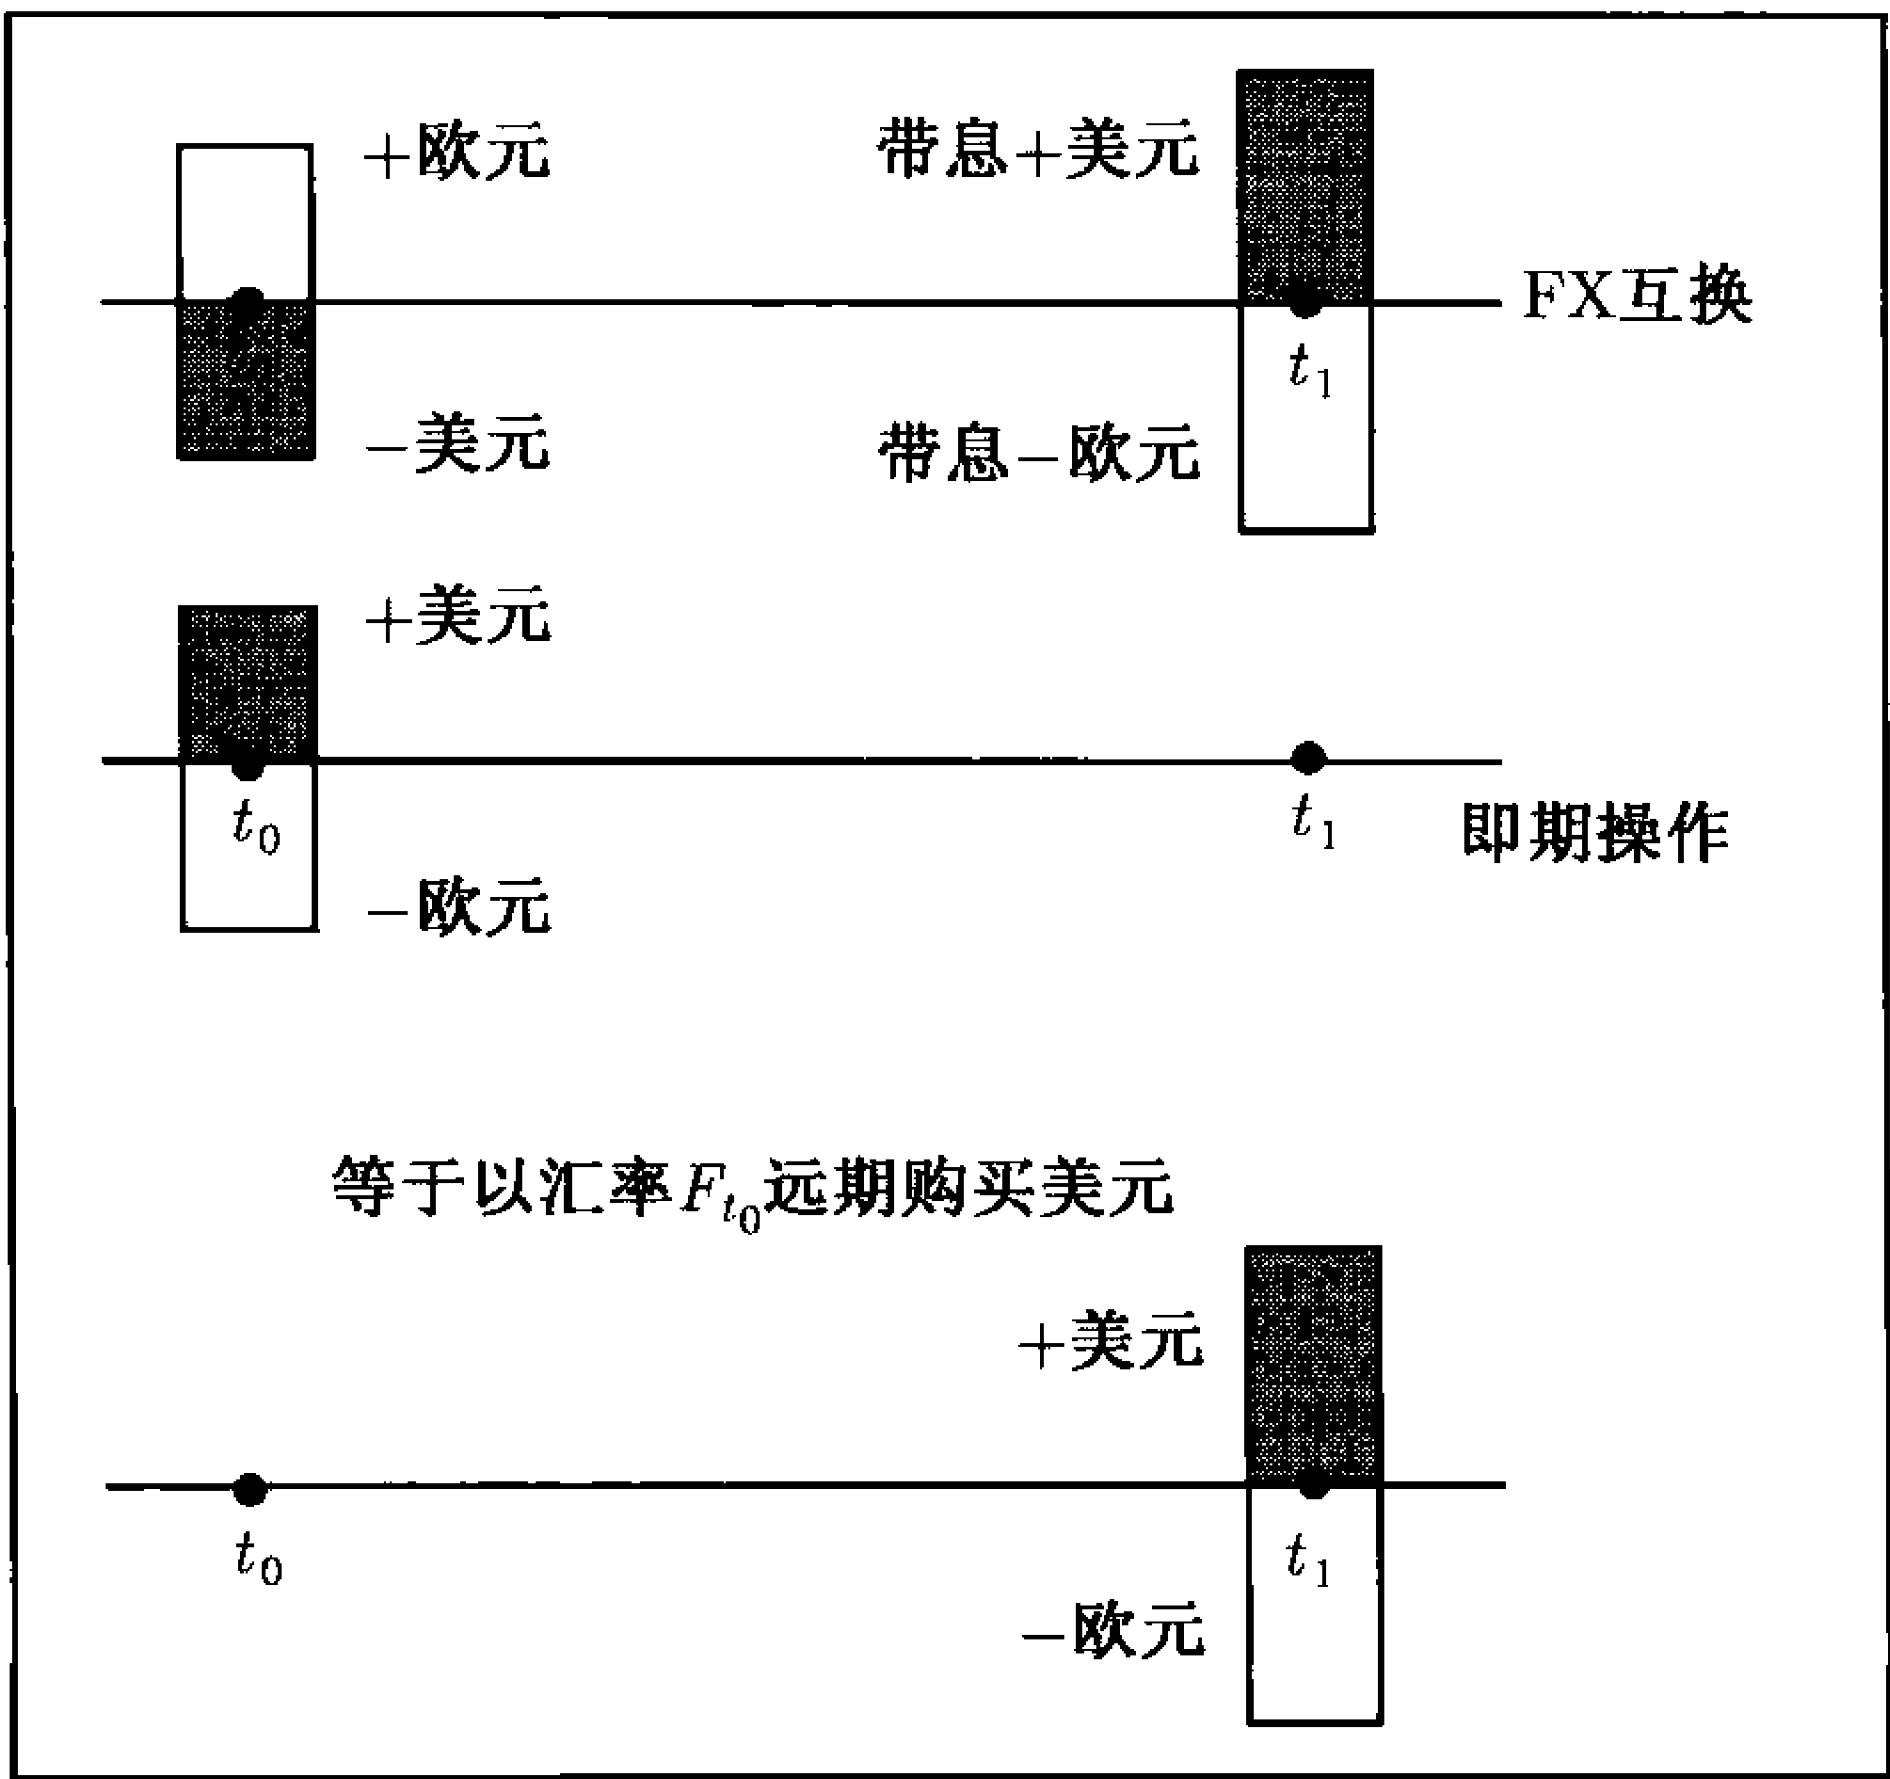 +欧元
带息+美元
FX互换
t₁
−美元
带息−欧元
+美元
t₀
t₁
即期操作
−欧元
等于以汇率F_{t₀}远期购买美元
+美元
t₀
t₁
−欧元